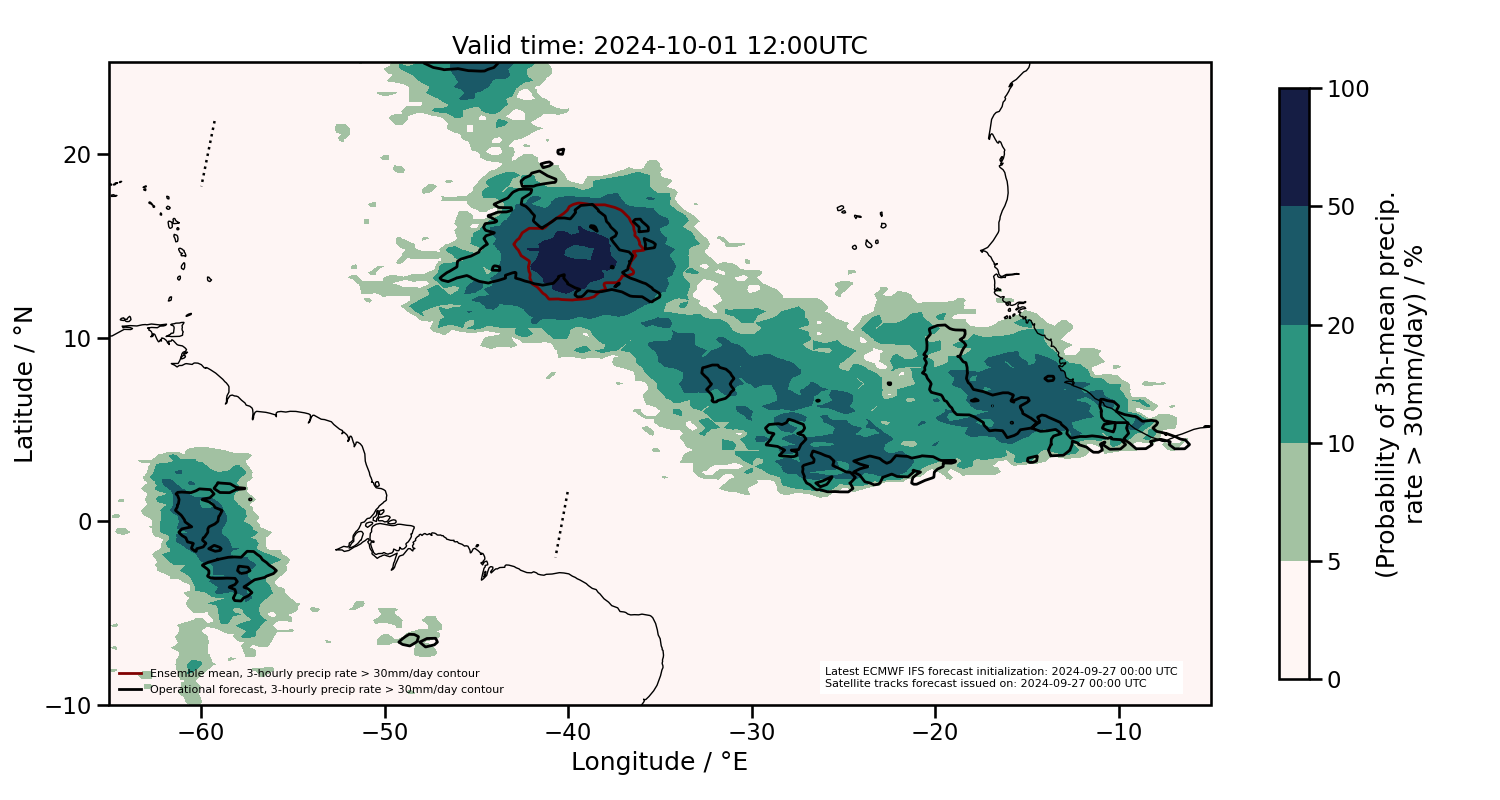 Valid time: 2024-10-01 12:00UTC
Latitude / °N
20
10
0
−10
−60
−50
−40
−30
−20
−10
Longitude / °E
Ensemble mean, 3-hourly precip rate > 30mm/day contour
Operational forecast, 3-hourly precip rate > 30mm/day contour
Latest ECMWF IFS forecast initialization: 2024-09-27 00:00 UTC
Satellite tracks forecast issued on: 2024-09-27 00:00 UTC
100
50
20
10
5
0
(Probability of 3h-mean precip.
rate > 30mm/day) / %